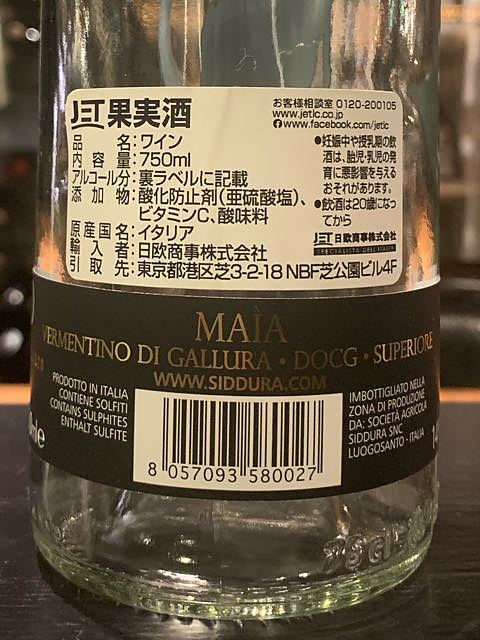 お客様相談室 0120-200105
www.jetlc.co.jp
www.facebook.com/jetlc
JET 果実酒
品名：ワイン
内容量：750ml
アルコール分：裏ラベルに記載
添加物：酸化防止剤（亜硫酸塩）、
ビタミンC、酸味料
原産国名：イタリア
輸入者：日欧商事株式会社
引取先：東京都港区芝3-2-18 NBF芝公園ビル4F
●妊娠中や授乳期の飲
酒は、胎児・乳児の発
育に悪影響を与える
おそれがあります。
●飲酒は20歳になっ
てから
JET 日欧商事株式会社
SPECIALISTA DELL'ITALIA
MAÌA
VERMENTINO DI GALLURA · DOCG · SUPERIORE
WWW.SIDDURA.COM
PRODOTTO IN ITALIA
CONTIENE SOLFITI
CONTAINS SULPHITES
ENTHALT SULFITE
8 057093 580027
IMBOTTIGLIATO NELLA
ZONA DI PRODUZIONE
DA: SOCIETÀ AGRICOLA
SIDDURA SNC
LUOGOSANTO - ITALIA
75cl